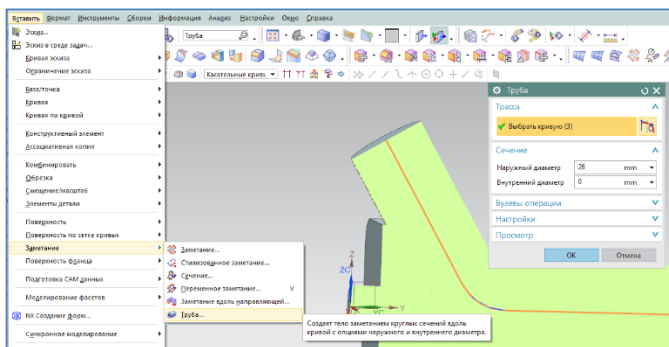 Вставить Формат Инструменты Сборки Информация Анализ Настройки Окно Справка
Эскиз...
Эскиз в среде задач...
Кривая эскиза
Ограничение эскиза
База/точка
Кривая
Кривая по кривой
Конструктивный элемент
Ассоциативная копия
Комбинировать
Обрезка
Смещение/масштаб
Элементы детали
Поверхность
Поверхность по сетке кривых
Заметание
Поверхность фланца
Подготовка CAM данных
Моделирование фасетов
NX Создание форм...
Синхронное моделирование
Труба
Касательные кривы
Заметание...
Стилизованное заметание...
Сечение...
Переменное заметание... V
Заметание вдоль направляющей...
Труба...
Создает тело заметанием круглых сечений вдоль
кривой с опциями наружного и внутреннего диаметра.
Z
ZC
YC
Y
Труба
Трасса
Выбрать кривую (3)
Сечение
Наружный диаметр 26 mm
Внутренний диаметр 0 mm
Булевы операции
Настройки
Просмотр
OK Отмена